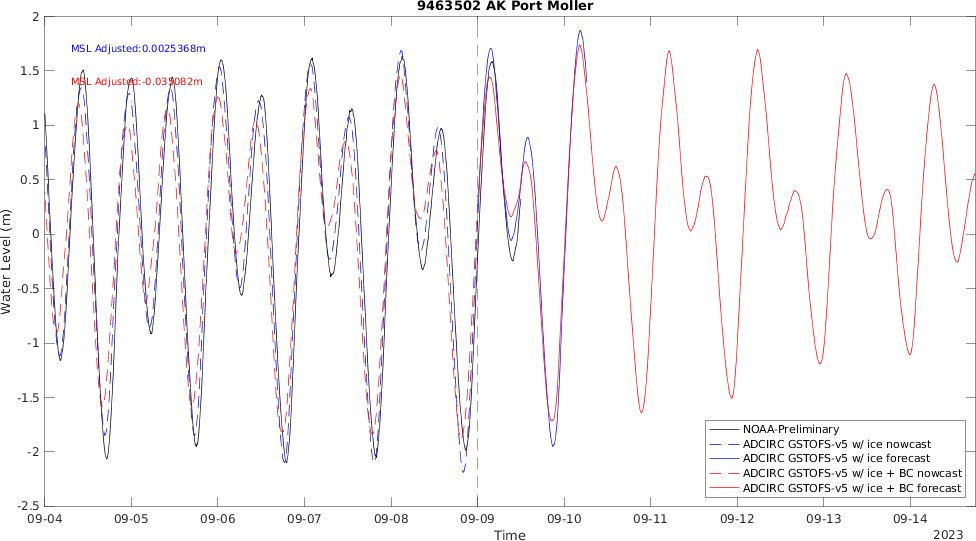 9463502 AK Port Moller
MSL Adjusted:0.0025368m
MSL Adjusted:-0.035082m
Water Level (m)
2
1.5
1
0.5
0
-0.5
-1
-1.5
-2
-2.5
NOAA-Preliminary
ADCIRC GSTOFS-v5 w/ ice nowcast
ADCIRC GSTOFS-v5 w/ ice forecast
ADCIRC GSTOFS-v5 w/ ice + BC nowcast
ADCIRC GSTOFS-v5 w/ ice + BC forecast
09-04 09-05 09-06 09-07 09-08 09-09 09-10 09-11 09-12 09-13 09-14
Time
2023